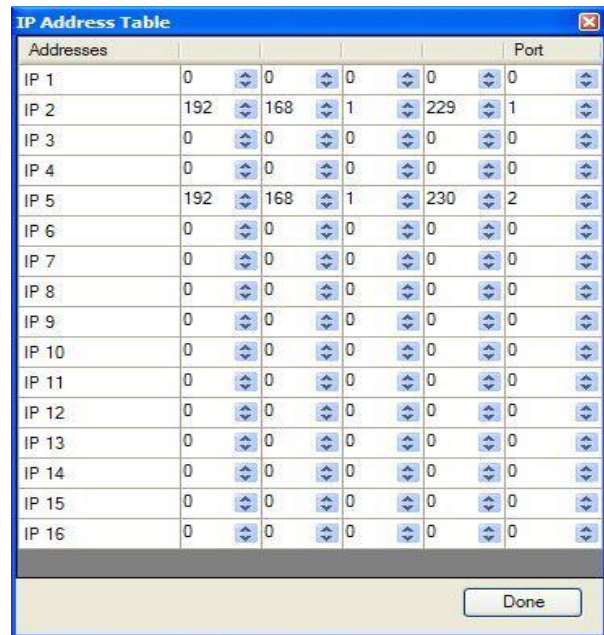 IP Address Table
Addresses Port
IP 1 0 0 0 0 0
IP 2 192 168 1 229 1
IP 3 0 0 0 0 0
IP 4 0 0 0 0 0
IP 5 192 168 1 230 2
IP 6 0 0 0 0 0
IP 7 0 0 0 0 0
IP 8 0 0 0 0 0
IP 9 0 0 0 0 0
IP 10 0 0 0 0 0
IP 11 0 0 0 0 0
IP 12 0 0 0 0 0
IP 13 0 0 0 0 0
IP 14 0 0 0 0 0
IP 15 0 0 0 0 0
IP 16 0 0 0 0 0
Done